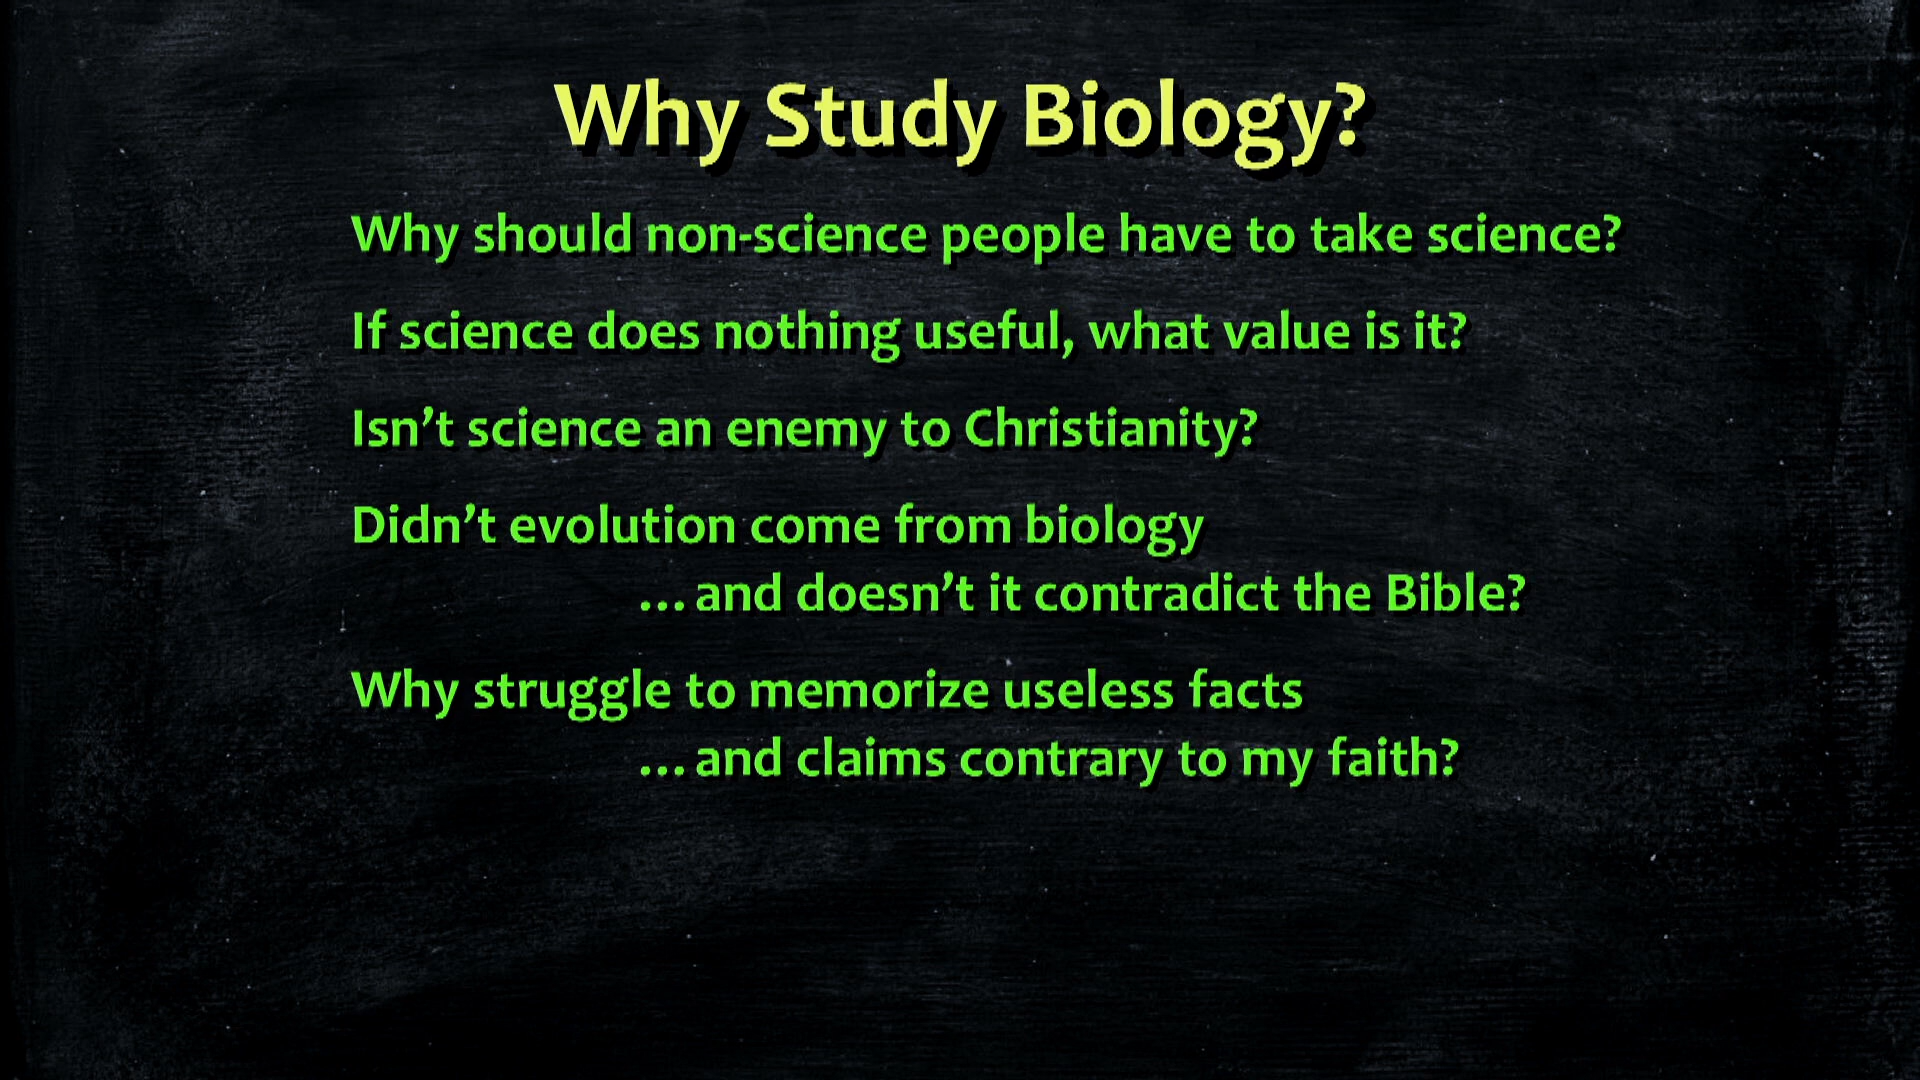 Why Study Biology?
Why should non-science people have to take science?
If science does nothing useful, what value is it?
Isn’t science an enemy to Christianity?
Didn’t evolution come from biology
…and doesn’t it contradict the Bible?
Why struggle to memorize useless facts
…and claims contrary to my faith?